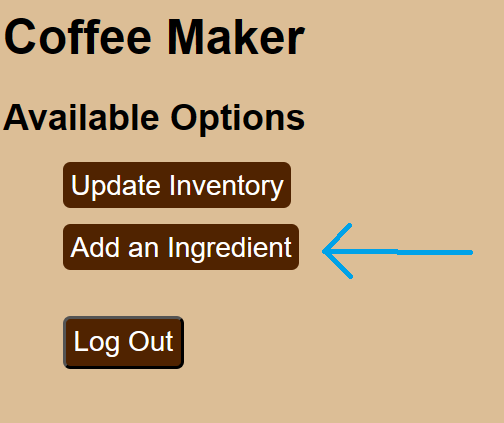 Coffee Maker
Available Options
Update Inventory
Add an Ingredient
Log Out